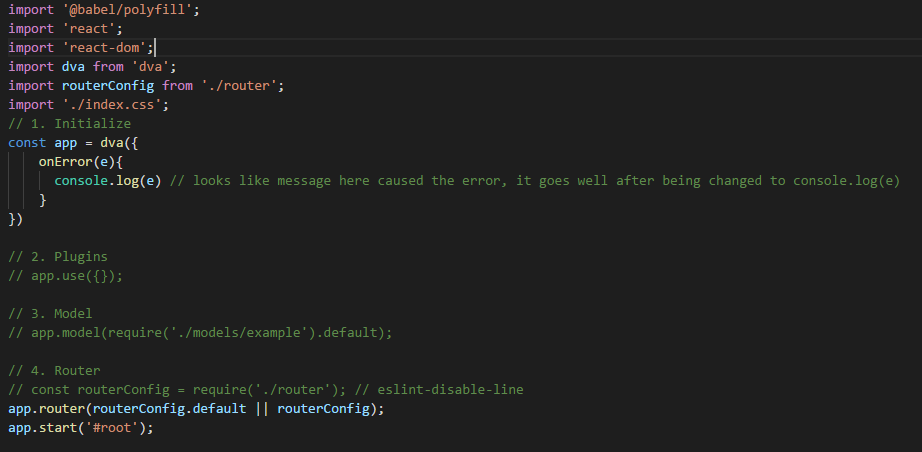 import '@babel/polyfill';
import 'react';
import 'react-dom';
import dva from 'dva';
import routerConfig from './router';
import './index.css';
// 1. Initialize
const app = dva({
    onError(e){
      console.log(e) // looks like message here caused the error, it goes well after being changed to console.log(e)
    }
})
// 2. Plugins
// app.use({});
// 3. Model
// app.model(require('./models/example').default);
// 4. Router
// const routerConfig = require('./router'); // eslint-disable-line
app.router(routerConfig.default || routerConfig);
app.start('#root');